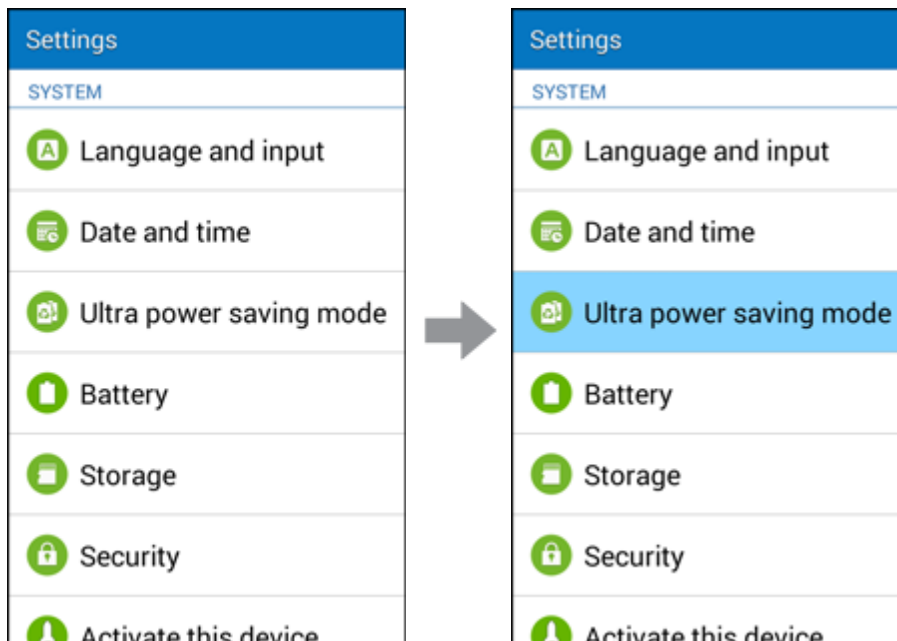 Settings
SYSTEM
Language and input
Date and time
Ultra power saving mode
Battery
Storage
Security
Activate this device
Settings
SYSTEM
Language and input
Date and time
Ultra power saving mode
Battery
Storage
Security
Activate this device